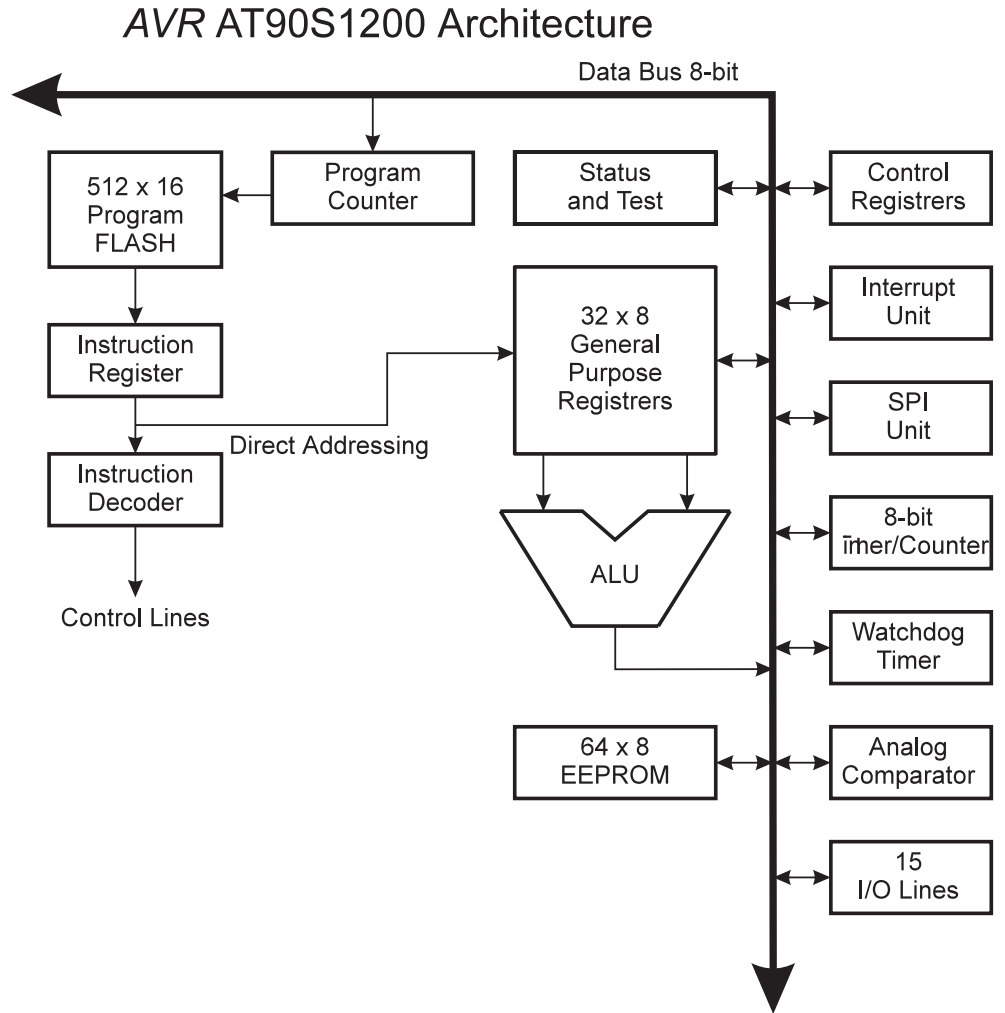 AVR AT90S1200 Architecture
Data Bus 8-bit
512 x 16
Program
FLASH
Program
Counter
Status
and Test
Control
Registrers
Instruction
Register
32 x 8
General
Purpose
Registrers
Interrupt
Unit
Direct Addressing
SPI
Unit
Instruction
Decoder
Control Lines
ALU
8-bit
Timer/Counter
Watchdog
Timer
64 x 8
EEPROM
Analog
Comparator
15
I/O Lines